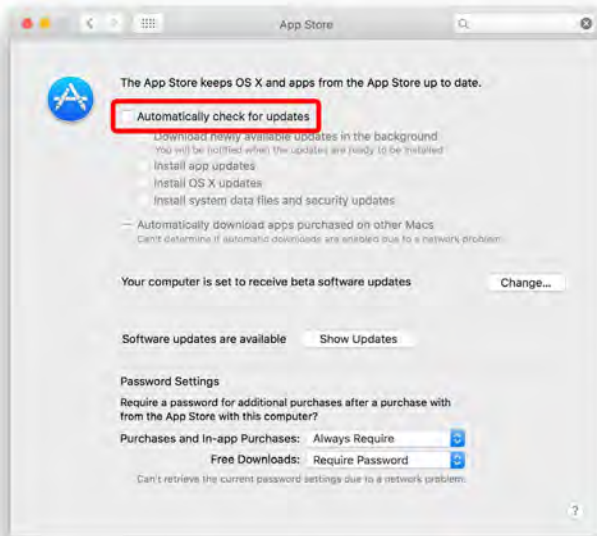 App Store
The App Store keeps OS X and apps from the App Store up to date.
Automatically check for updates
Download newly available updates in the background
You will be notified when the updates are ready to be installed
Install app updates
Install OS X updates
Install system data files and security updates
Automatically download apps purchased on other Macs
Can't determine if automatic downloads are enabled due to a network problem.
Your computer is set to receive beta software updates
Change...
Software updates are available
Show Updates
Password Settings
Require a password for additional purchases after a purchase with
from the App Store with this computer?
Purchases and In-app Purchases: Always Require
Free Downloads: Require Password
Can't retrieve the current password settings due to a network problem.
?